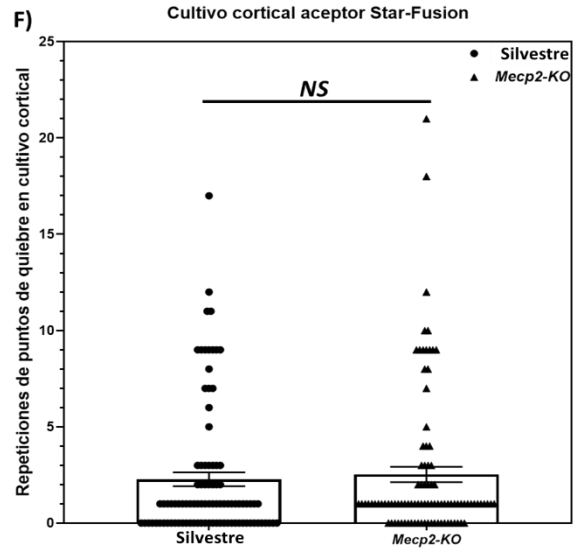 F)
Cultivo cortical aceptor Star-Fusion
Repeticiones de puntos de quiebre en cultivo cortical
25
20
15
10
5
0
NS
Silvestre
Mecp2-KO
Silvestre
Mecp2-KO